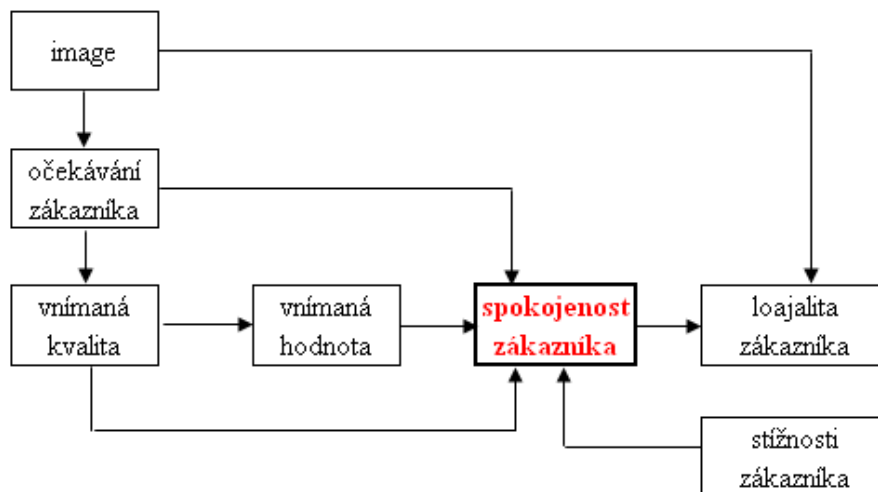 image
očekávání
zákazníka
vnímaná
kvalita
vnímaná
hodnota
spokojenost
zákazníka
loajalita
zákazníka
stížnosti
zákazníka